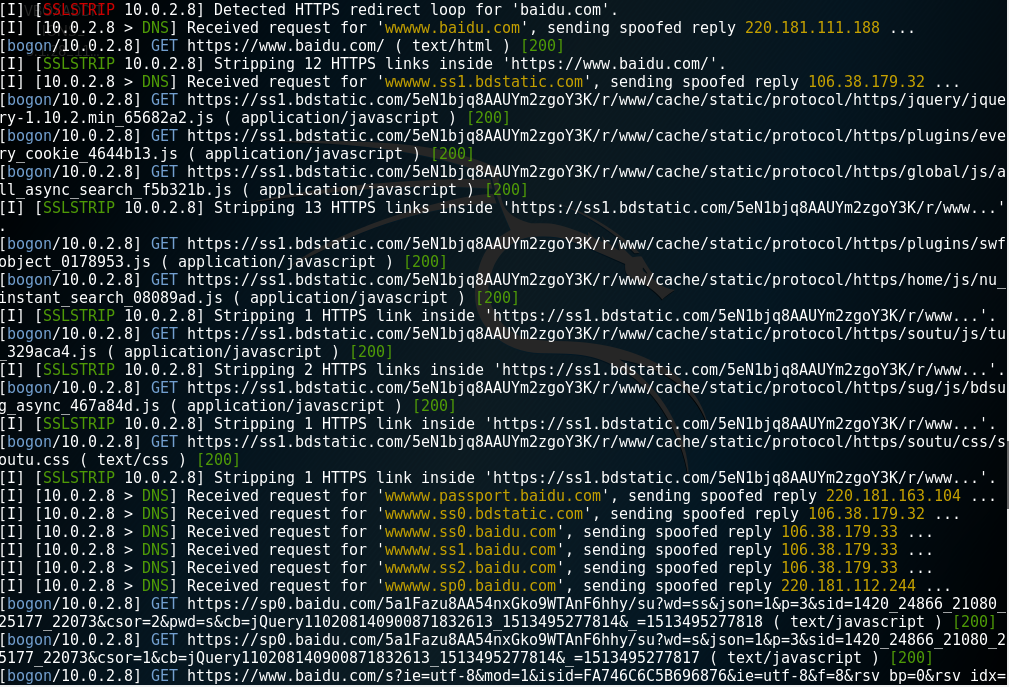 [I] [SSLSTRIP 10.0.2.8] Detected HTTPS redirect loop for 'baidu.com'.
[I] [10.0.2.8 > DNS] Received request for 'wwwww.baidu.com', sending spoofed reply 220.181.111.188 ...
[bogon/10.0.2.8] GET https://www.baidu.com/ ( text/html ) [200]
[I] [SSLSTRIP 10.0.2.8] Stripping 12 HTTPS links inside 'https://www.baidu.com/'.
[I] [10.0.2.8 > DNS] Received request for 'wwwww.ss1.bdstatic.com', sending spoofed reply 106.38.179.32 ...
[bogon/10.0.2.8] GET https://ss1.bdstatic.com/5eN1bjq8AAUYm2zgoY3K/r/www/cache/static/protocol/https/jquery/jque
ry-1.10.2.min_65682a2.js ( application/javascript ) [200]
[bogon/10.0.2.8] GET https://ss1.bdstatic.com/5eN1bjq8AAUYm2zgoY3K/r/www/cache/static/protocol/https/plugins/eve
ry_cookie_4644b13.js ( application/javascript ) [200]
[bogon/10.0.2.8] GET https://ss1.bdstatic.com/5eN1bjq8AAUYm2zgoY3K/r/www/cache/static/protocol/https/global/js/a
ll_async_search_f5b321b.js ( application/javascript ) [200]
[I] [SSLSTRIP 10.0.2.8] Stripping 13 HTTPS links inside 'https://ss1.bdstatic.com/5eN1bjq8AAUYm2zgoY3K/r/www...'
.
[bogon/10.0.2.8] GET https://ss1.bdstatic.com/5eN1bjq8AAUYm2zgoY3K/r/www/cache/static/protocol/https/plugins/swf
object_0178953.js ( application/javascript ) [200]
[bogon/10.0.2.8] GET https://ss1.bdstatic.com/5eN1bjq8AAUYm2zgoY3K/r/www/cache/static/protocol/https/home/js/nu_
instant_search_08089ad.js ( application/javascript ) [200]
[I] [SSLSTRIP 10.0.2.8] Stripping 1 HTTPS link inside 'https://ss1.bdstatic.com/5eN1bjq8AAUYm2zgoY3K/r/www...'.
[bogon/10.0.2.8] GET https://ss1.bdstatic.com/5eN1bjq8AAUYm2zgoY3K/r/www/cache/static/protocol/https/soutu/js/tu
_329aca4.js ( application/javascript ) [200]
[I] [SSLSTRIP 10.0.2.8] Stripping 2 HTTPS links inside 'https://ss1.bdstatic.com/5eN1bjq8AAUYm2zgoY3K/r/www...'.
[bogon/10.0.2.8] GET https://ss1.bdstatic.com/5eN1bjq8AAUYm2zgoY3K/r/www/cache/static/protocol/https/sug/js/bdsu
g_async_467a84d.js ( application/javascript ) [200]
[I] [SSLSTRIP 10.0.2.8] Stripping 1 HTTPS link inside 'https://ss1.bdstatic.com/5eN1bjq8AAUYm2zgoY3K/r/www...'.
[bogon/10.0.2.8] GET https://ss1.bdstatic.com/5eN1bjq8AAUYm2zgoY3K/r/www/cache/static/protocol/https/soutu/css/s
outu.css ( text/css ) [200]
[I] [SSLSTRIP 10.0.2.8] Stripping 1 HTTPS link inside 'https://ss1.bdstatic.com/5eN1bjq8AAUYm2zgoY3K/r/www...'.
[I] [10.0.2.8 > DNS] Received request for 'wwwww.passport.baidu.com', sending spoofed reply 220.181.163.104 ...
[I] [10.0.2.8 > DNS] Received request for 'wwwww.ss0.bdstatic.com', sending spoofed reply 106.38.179.32 ...
[I] [10.0.2.8 > DNS] Received request for 'wwwww.ss0.baidu.com', sending spoofed reply 106.38.179.33 ...
[I] [10.0.2.8 > DNS] Received request for 'wwwww.ss1.baidu.com', sending spoofed reply 106.38.179.33 ...
[I] [10.0.2.8 > DNS] Received request for 'wwwww.ss2.baidu.com', sending spoofed reply 106.38.179.33 ...
[I] [10.0.2.8 > DNS] Received request for 'wwwww.sp0.baidu.com', sending spoofed reply 220.181.112.244 ...
[bogon/10.0.2.8] GET https://sp0.baidu.com/5a1Fazu8AA54nxGko9WTAnF6hhy/su?wd=ss&json=1&p=3&sid=1420_24866_21080_
25177_22073&csor=2&pwd=s&cb=jQuery110208140900871832613_1513495277814&_=1513495277818 ( text/javascript ) [200]
[bogon/10.0.2.8] GET https://sp0.baidu.com/5a1Fazu8AA54nxGko9WTAnF6hhy/su?wd=s&json=1&p=3&sid=1420_24866_21080_2
5177_22073&csor=1&cb=jQuery110208140900871832613_1513495277814&_=1513495277817 ( text/javascript ) [200]
[bogon/10.0.2.8] GET https://www.baidu.com/s?ie=utf-8&mod=1&isid=FA746C6C5B696876&ie=utf-8&f=8&rsv_bp=0&rsv_idx=